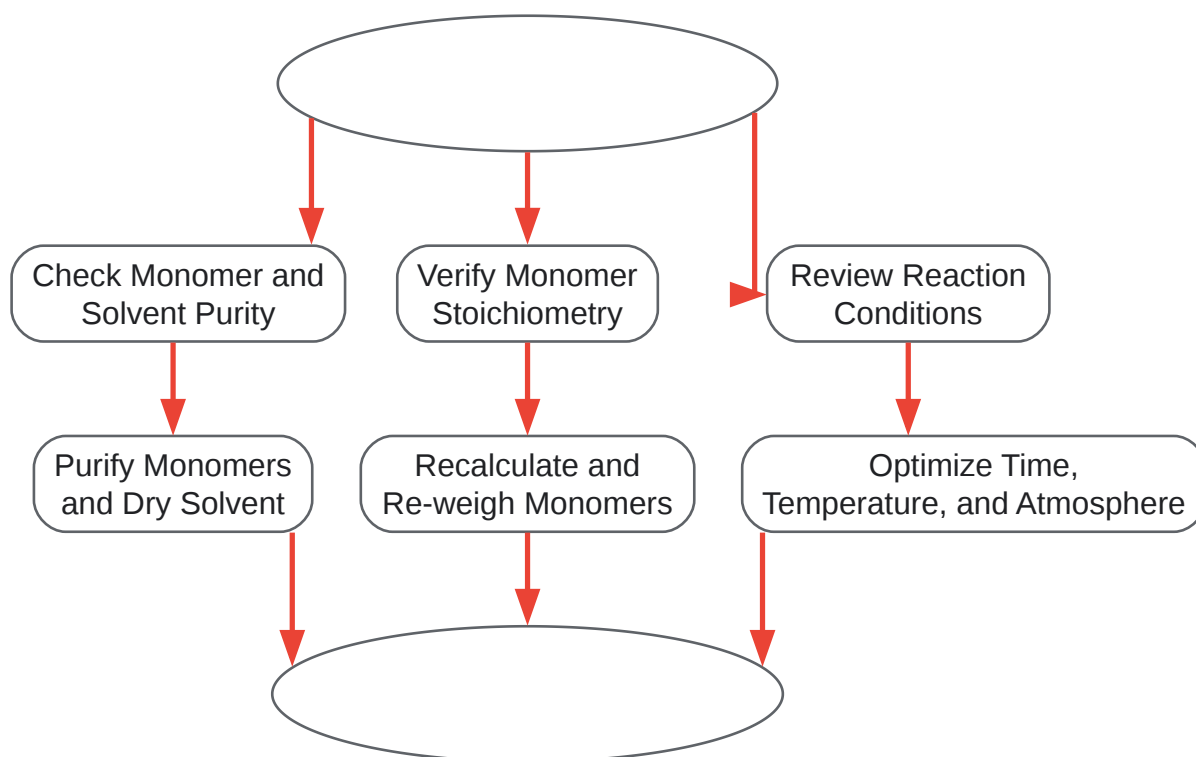 Check Monomer and
Solvent Purity
Verify Monomer
Stoichiometry
Review Reaction
Conditions
Purify Monomers
and Dry Solvent
Recalculate and
Re-weigh Monomers
Optimize Time,
Temperature, and Atmosphere